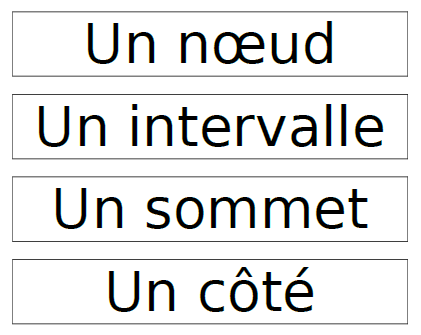 Un nœud
Un intervalle
Un sommet
Un côté